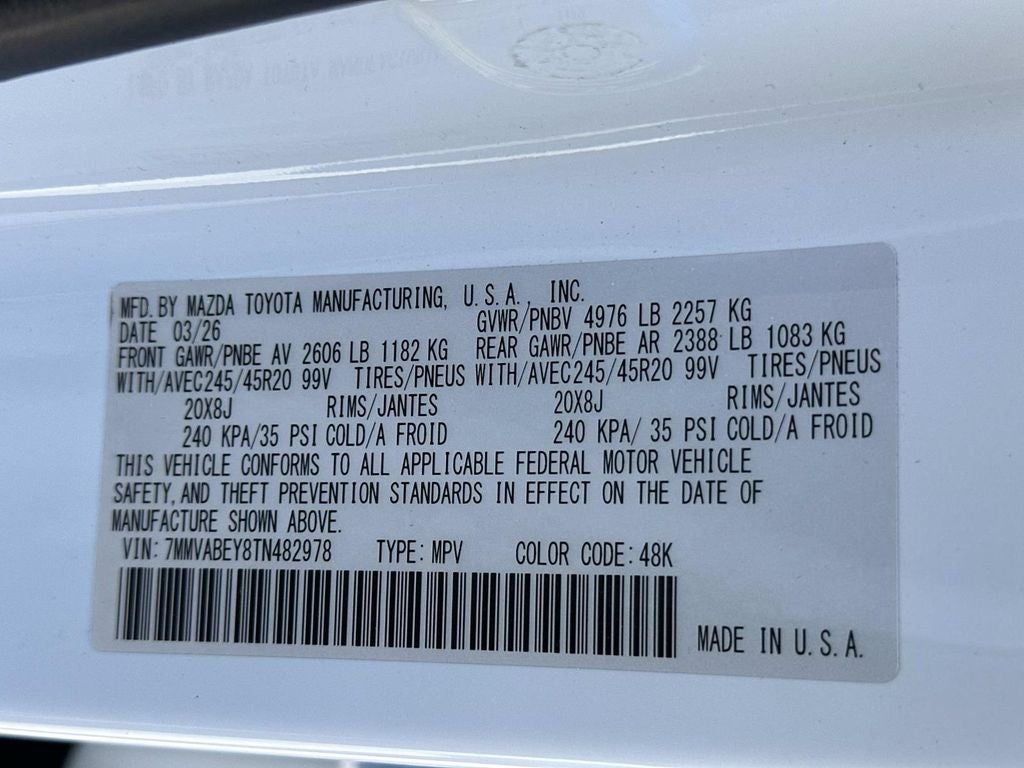 MFD. BY MAZDA TOYOTA MANUFACTURING, U.S.A., INC.
DATE 03/26 GVWR/PNBV 4976 LB 2257 KG
FRONT GAWR/PNBE AV 2606 LB 1182 KG REAR GAWR/PNBE AR 2388 LB 1083 KG
WITH/AVEC245/45R20 99V TIRES/PNEUS WITH/AVEC245/45R20 99V TIRES/PNEUS
20X8J RIMS/JANTES 20X8J RIMS/JANTES
240 KPA/35 PSI COLD/A FROID 240 KPA/ 35 PSI COLD/A FROID
THIS VEHICLE CONFORMS TO ALL APPLICABLE FEDERAL MOTOR VEHICLE
SAFETY, AND THEFT PREVENTION STANDARDS IN EFFECT ON THE DATE OF
MANUFACTURE SHOWN ABOVE.
VIN: 7MMVABEY8TN482978 TYPE: MPV COLOR CODE: 48K
MADE IN U.S.A.